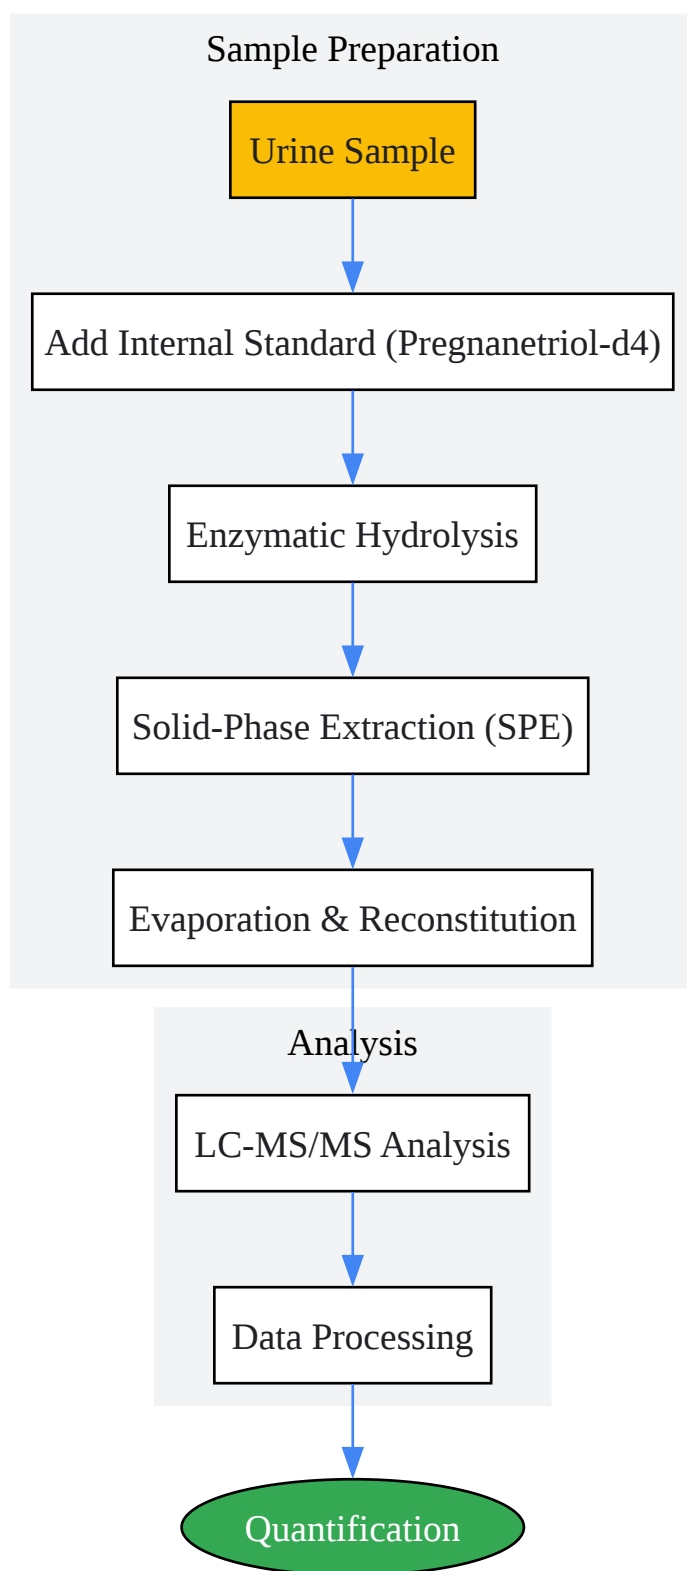 Sample Preparation
Urine Sample
Add Internal Standard (Pregnanetriol-d4)
Enzymatic Hydrolysis
Solid-Phase Extraction (SPE)
Evaporation & Reconstitution
Analysis
LC-MS/MS Analysis
Data Processing
Quantification